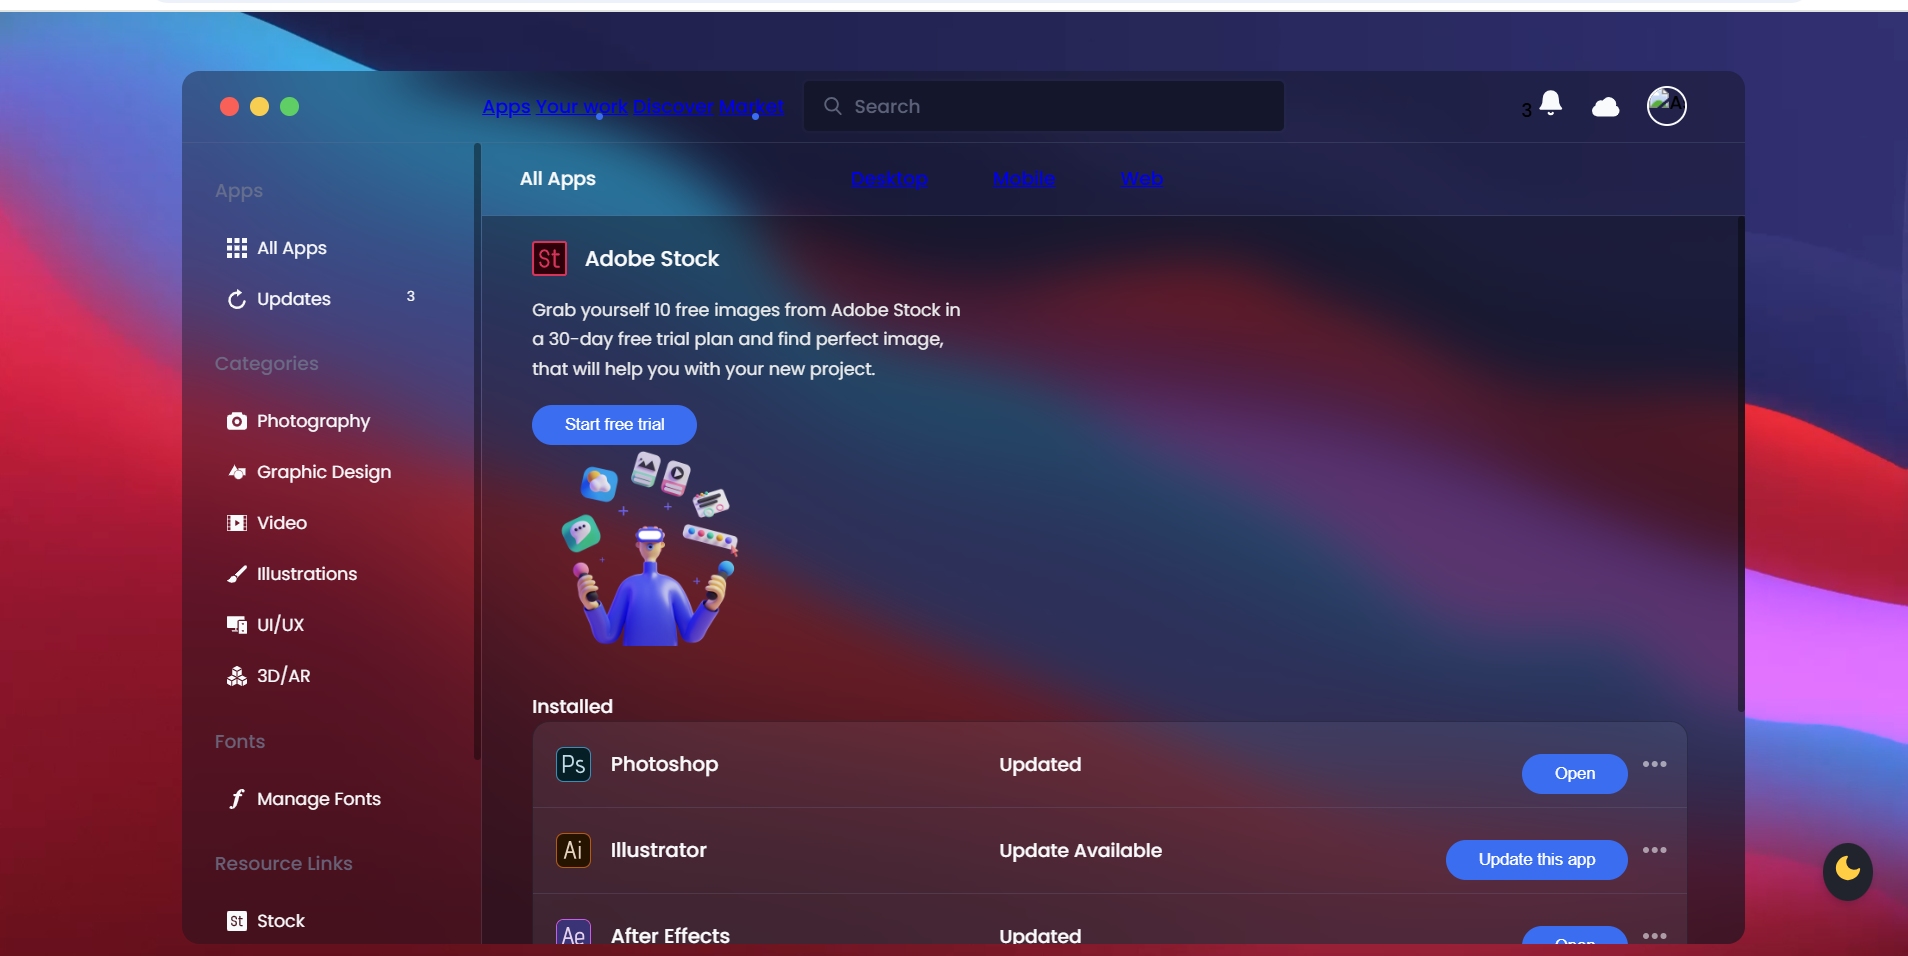 Apps Your work Discover Market
Search
3
A
Apps
All Apps
Updates 3
Categories
Photography
Graphic Design
Video
Illustrations
UI/UX
3D/AR
Fonts
Manage Fonts
Resource Links
St Stock
All Apps Desktop Mobile Web
St Adobe Stock
Grab yourself 10 free images from Adobe Stock in
a 30-day free trial plan and find perfect image,
that will help you with your new project.
Start free trial
Installed
Ps Photoshop Updated Open
Ai Illustrator Update Available Update this app
Ae After Effects Updated Open